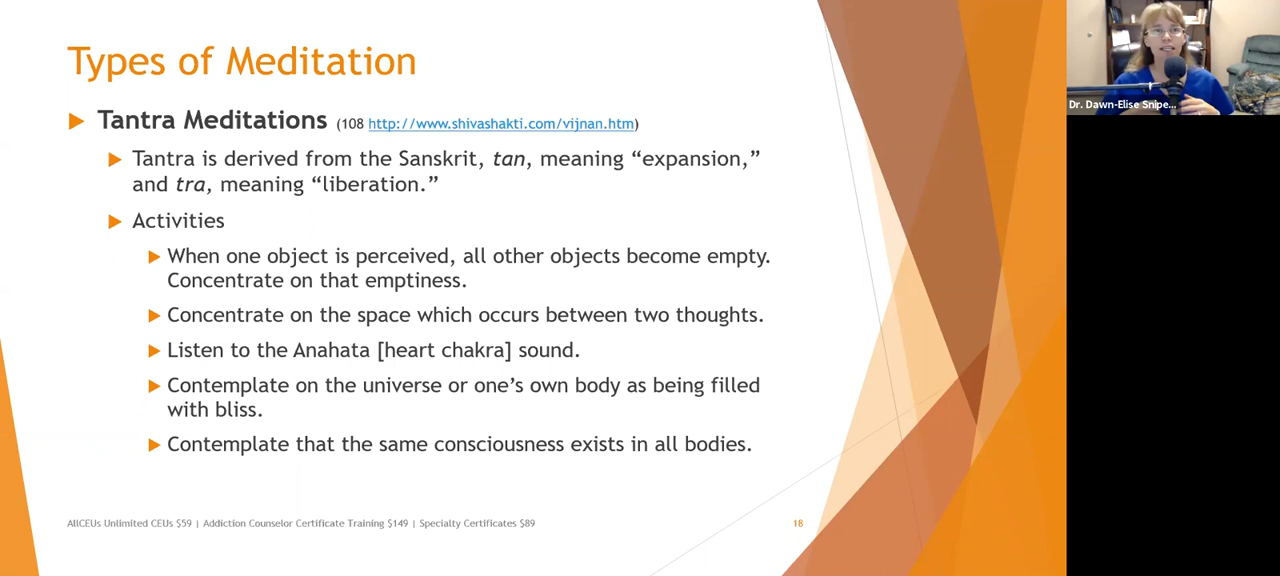 Types of Meditation
Tantra Meditations (108 http://www.shivashakti.com/vijnan.htm)
Tantra is derived from the Sanskrit, tan, meaning “expansion,”
and tra, meaning “liberation.”
Activities
When one object is perceived, all other objects become empty.
Concentrate on that emptiness.
Concentrate on the space which occurs between two thoughts.
Listen to the Anahata [heart chakra] sound.
Contemplate on the universe or one’s own body as being filled
with bliss.
Contemplate that the same consciousness exists in all bodies.
AllCEUs Unlimited CEUs $59 | Addiction Counselor Certificate Training $149 | Specialty Certificates $89
18
Dr. Dawn-Elise Snipe...